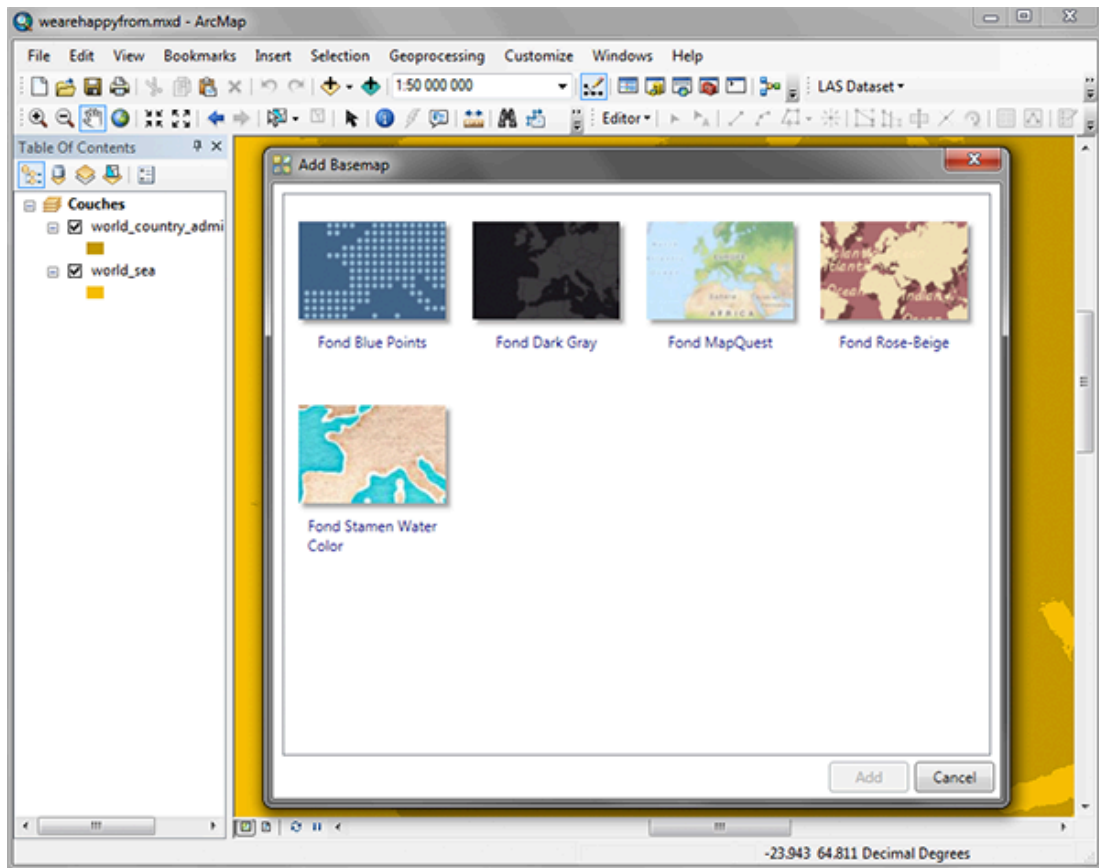 wearehappyfrom.mxd - ArcMap
File Edit View Bookmarks Insert Selection Geoprocessing Customize Windows Help
1:50 000 000 LAS Dataset
Editor
Table Of Contents
Add Basemap
Couches
world_country_admi
world_sea
Fond Blue Points Fond Dark Gray Fond MapQuest Fond Rose-Beige
Fond Stamen Water
Color
Add Cancel
-23.943 64.811 Decimal Degrees